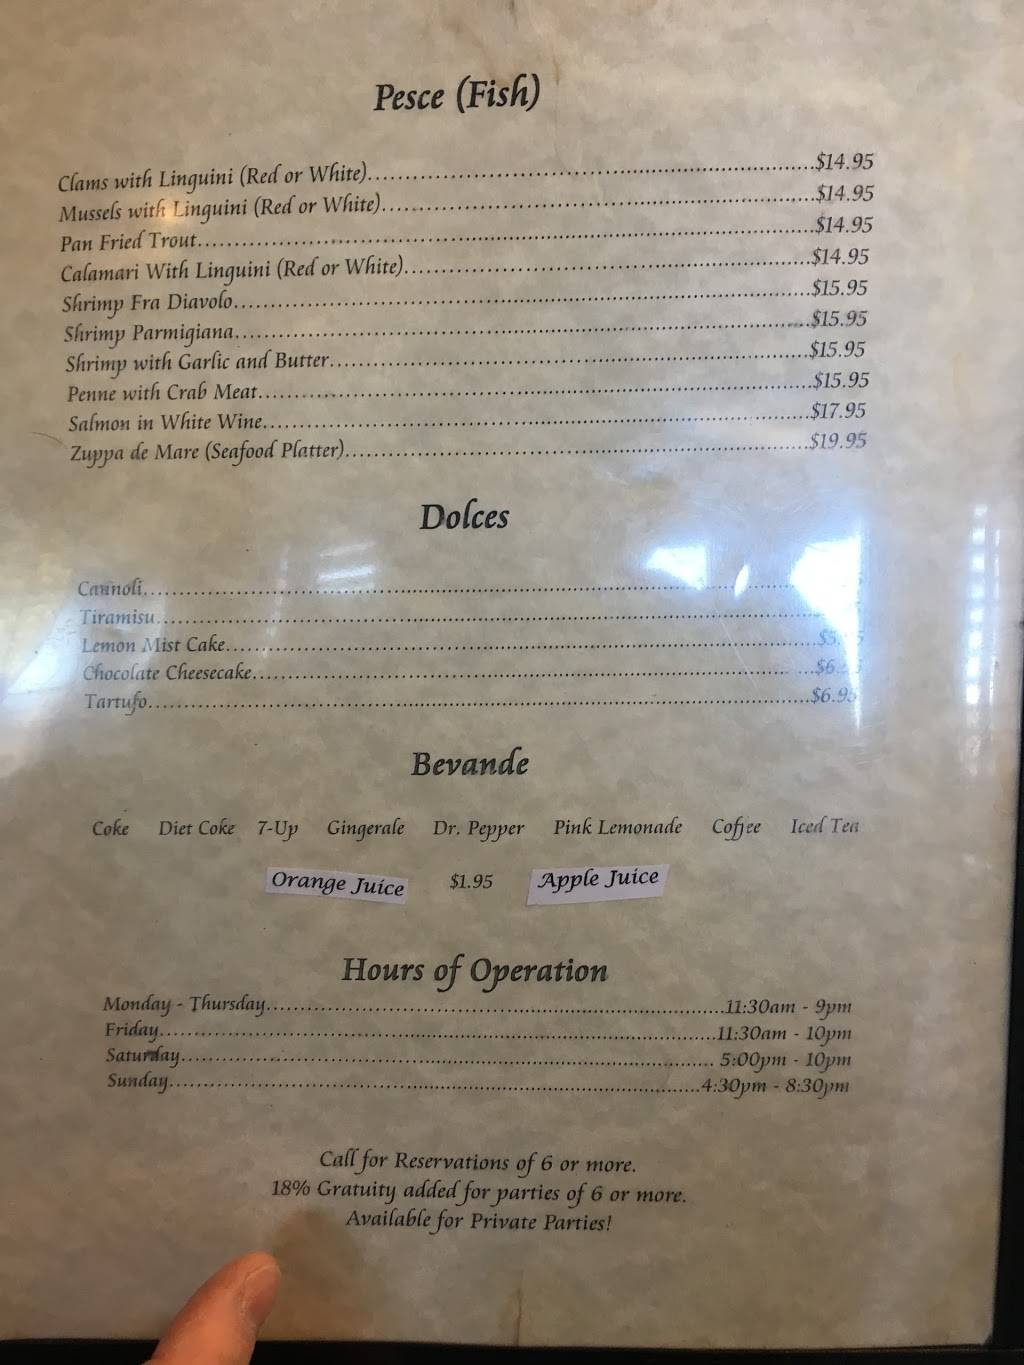 Pesce (Fish)
Clams with Linguini (Red or White)........$14.95
Mussels with Linguini (Red or White)........$14.95
Pan Fried Trout........$14.95
Calamari With Linguini (Red or White)........$14.95
Shrimp Fra Diavolo........$15.95
Shrimp Parmigiana........$15.95
Shrimp with Garlic and Butter........$15.95
Penne with Crab Meat........$15.95
Salmon in White Wine........$17.95
Zuppa de Mare (Seafood Platter)........$19.95
Dolces
Cannoli........
Tiramisu........
Lemon Mist Cake........
Chocolate Cheesecake........
Tartufo........$6.95
Bevande
Coke Diet Coke 7-Up Gingerale Dr. Pepper Pink Lemonade Coffee Iced Tea
Orange Juice $1.95 Apple Juice
Hours of Operation
Monday - Thursday........11:30am - 9pm
Friday........11:30am - 10pm
Saturday........ 5:00pm - 10pm
Sunday........4:30pm - 8:30pm
Call for Reservations of 6 or more.
18% Gratuity added for parties of 6 or more.
Available for Private Parties!